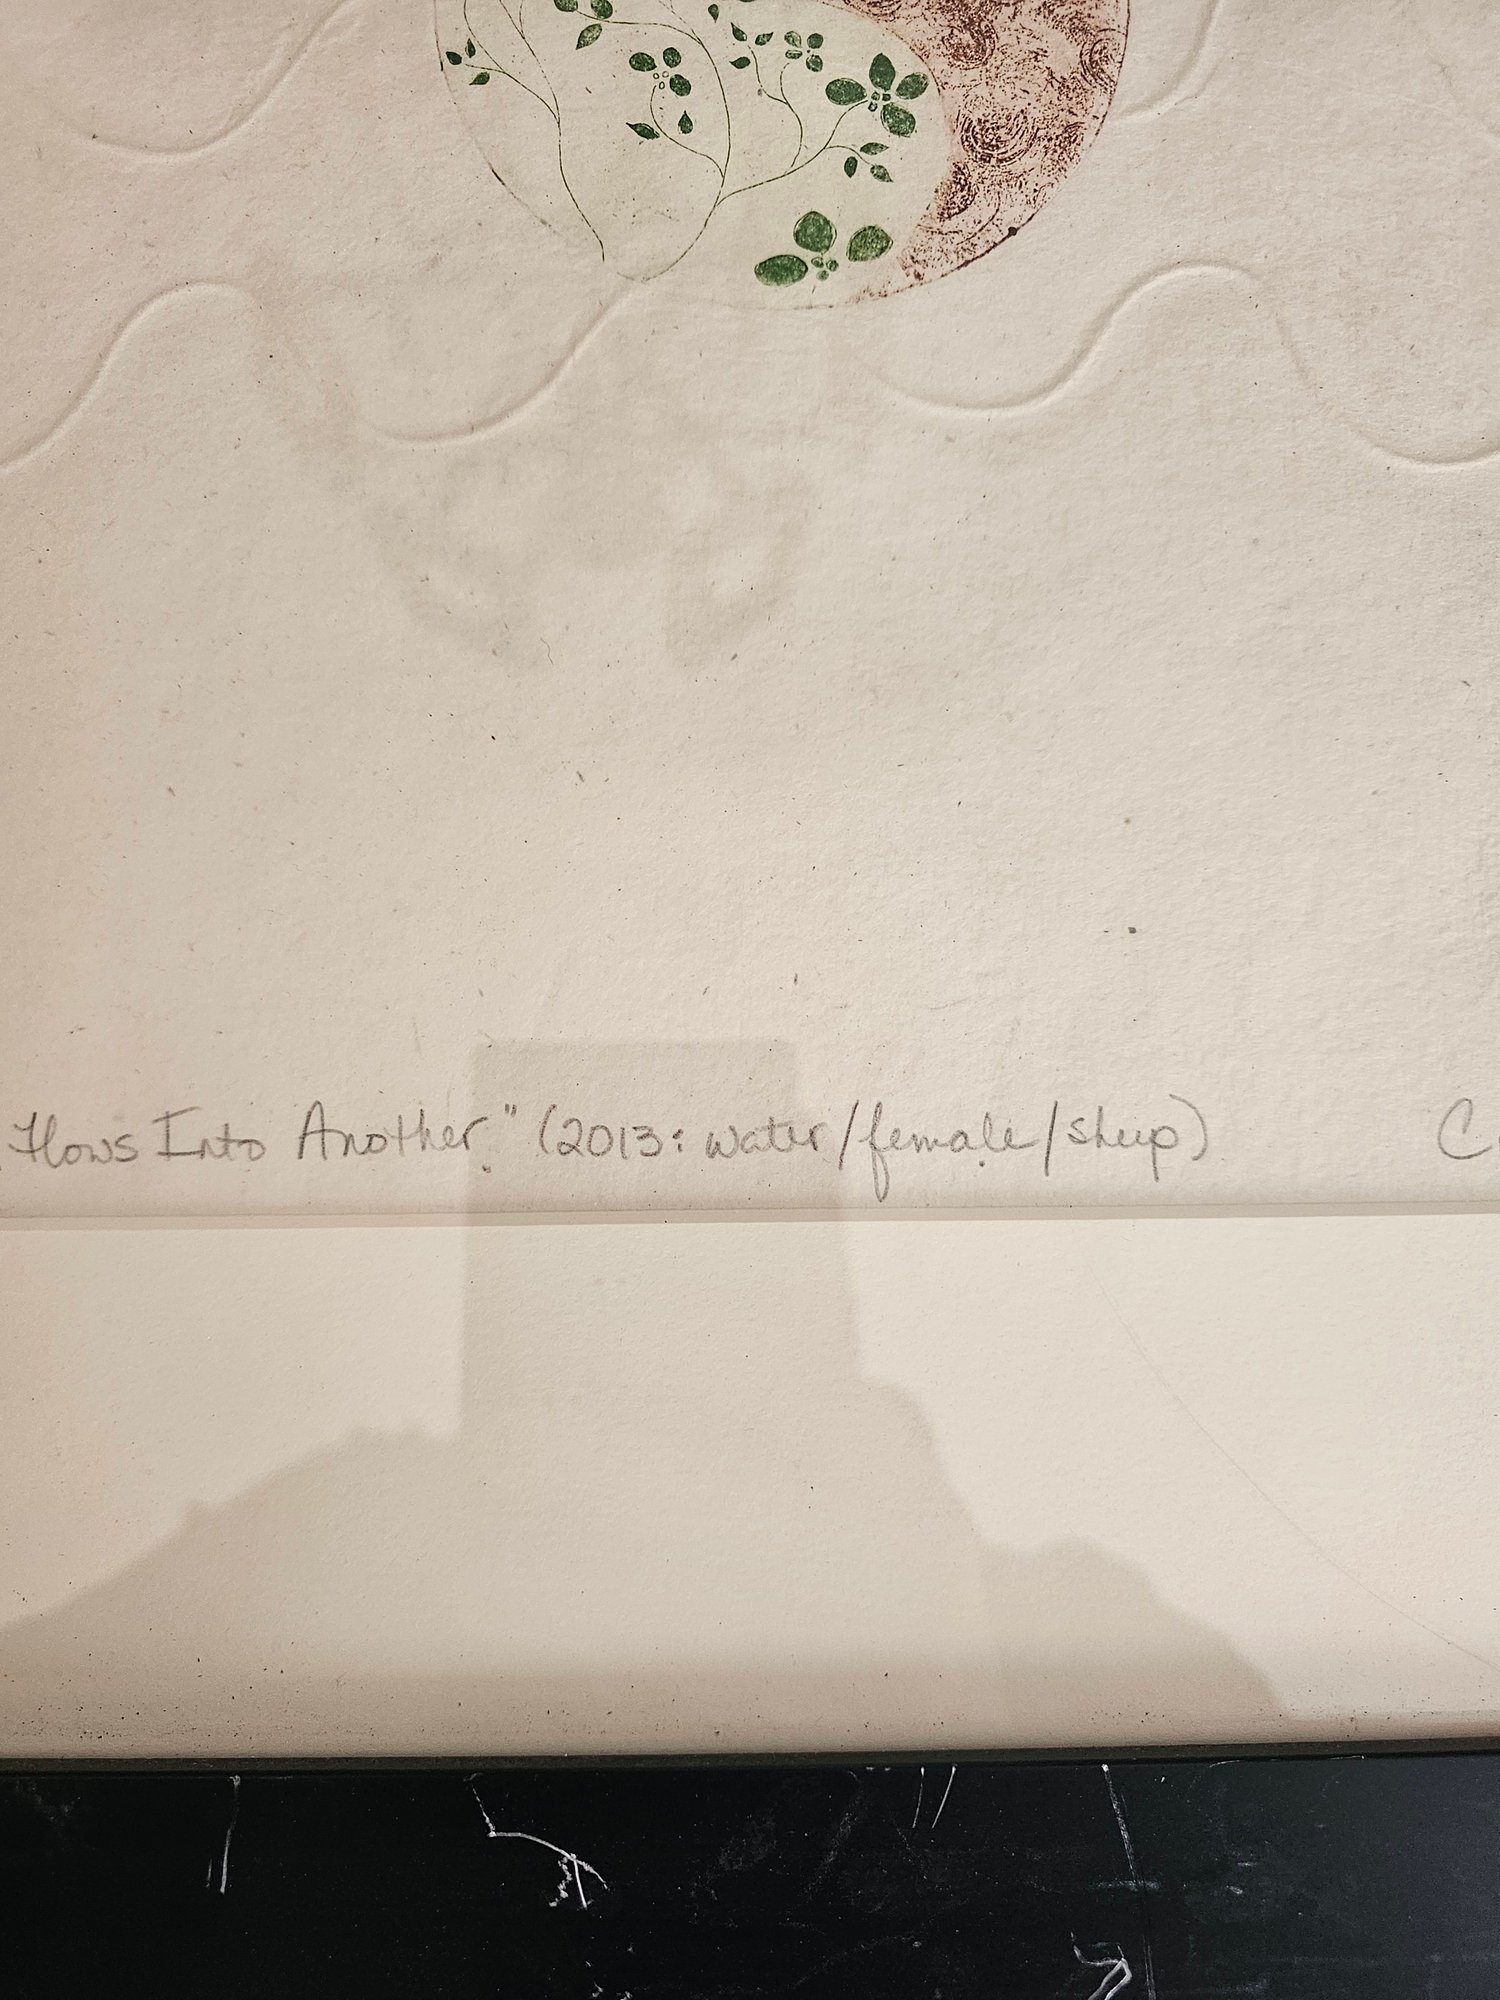 Flows Into Another." (2013: water/female/sheep) C